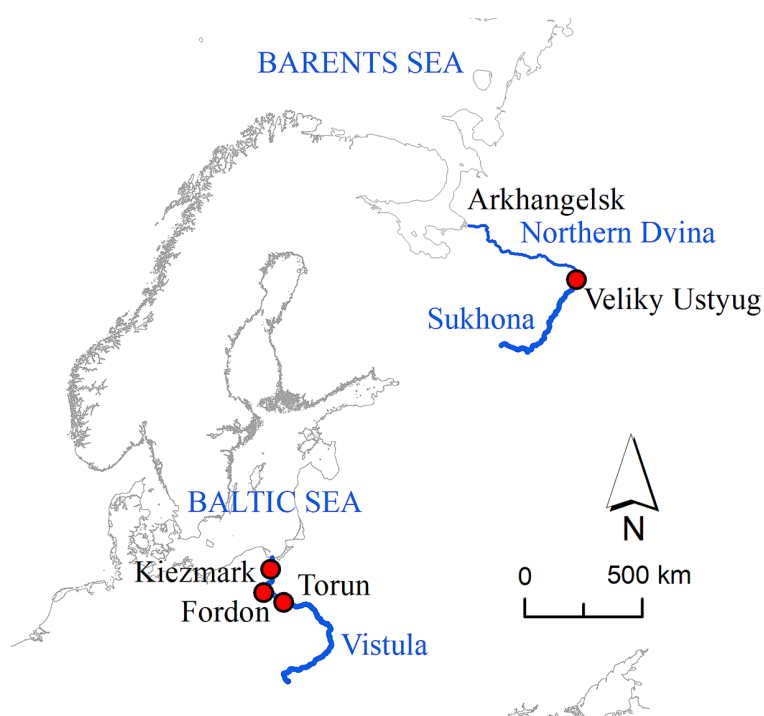 BARENTS SEA
Arkhangelsk
Northern Dvina
Veliky Ustyug
Sukhona
BALTIC SEA
N
Kiezmark
Torun
Fordon
0 500 km
Vistula